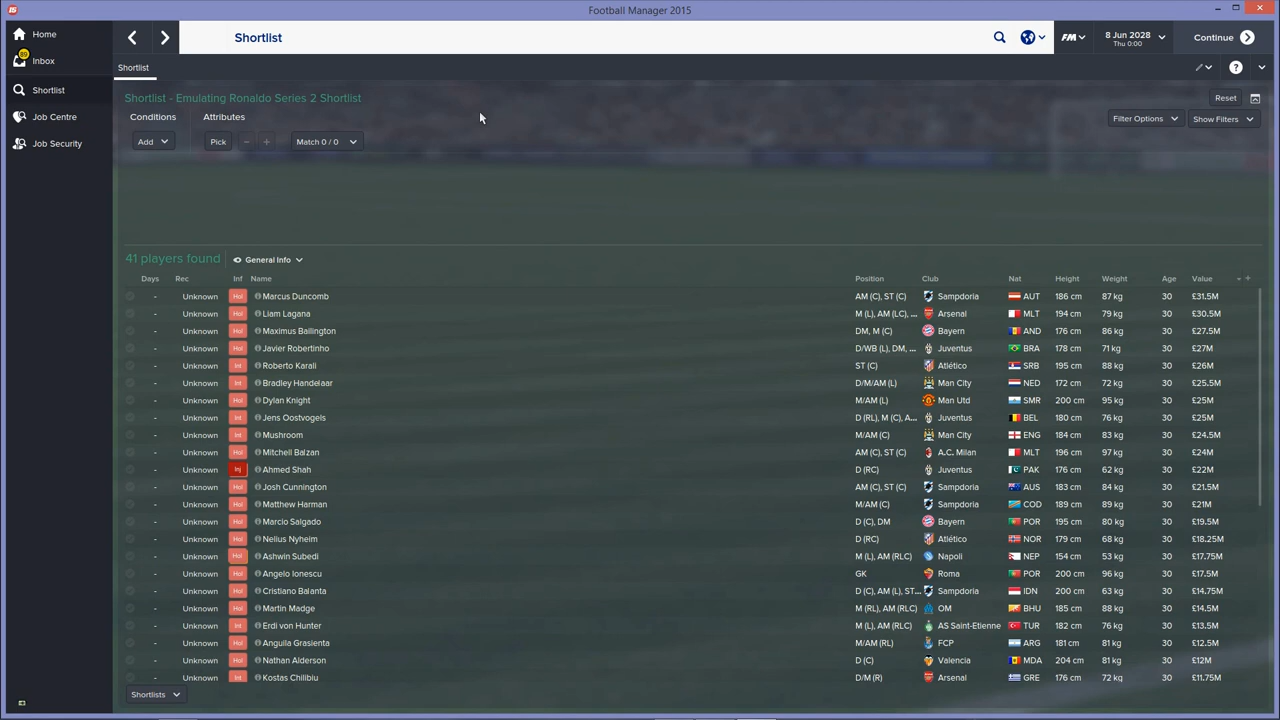 Football Manager 2015
Home
89
Inbox
Shortlist
Job Centre
Job Security
Shortlist
FM
8 Jun 2028
Thu 0:00
Continue
Shortlist
Shortlist - Emulating Ronaldo Series 2 Shortlist
Reset
Conditions Attributes
Filter Options Show Filters
Add Pick - + Match 0 / 0
41 players found General Info
Days Rec Inf Name Position Club Nat Height Weight Age Value
- Unknown Hol Marcus Duncomb AM (C), ST (C) Sampdoria AUT 186 cm 87 kg 30 £31.5M
- Unknown Hol Liam Lagana M (L), AM (LC), ... Arsenal MLT 194 cm 79 kg 30 £30.5M
- Unknown Hol Maximus Bailington DM, M (C) Bayern AND 176 cm 86 kg 30 £27.5M
- Unknown Hol Javier Robertinho D/WB (L), DM, ... Juventus BRA 178 cm 71 kg 30 £27M
- Unknown Int Roberto Karali ST (C) Atlético SRB 195 cm 88 kg 30 £26M
- Unknown Hol Bradley Handelaar D/M/AM (L) Man City NED 172 cm 72 kg 30 £25.5M
- Unknown Hol Dylan Knight M/AM (L) Man Utd SMR 200 cm 95 kg 30 £25M
- Unknown Int Jens Oostvogels D (RL), M (C), A... Juventus BEL 180 cm 76 kg 30 £25M
- Unknown Int Mushroom M/AM (C) Man City ENG 184 cm 83 kg 30 £24.5M
- Unknown Hol Mitchell Balzan AM (C), ST (C) A.C. Milan MLT 196 cm 97 kg 30 £24M
- Unknown Inj Ahmed Shah D (RC) Juventus PAK 176 cm 62 kg 30 £22M
- Unknown Hol Josh Cunnington AM (C), ST (C) Sampdoria AUS 183 cm 84 kg 30 £21.5M
- Unknown Hol Matthew Harman M/AM (C) Sampdoria COD 189 cm 89 kg 30 £21M
- Unknown Hol Marcio Salgado D (C), DM Bayern POR 195 cm 80 kg 30 £19.5M
- Unknown Hol Nelius Nyheim D (RC) Atlético NOR 179 cm 68 kg 30 £18.25M
- Unknown Hol Ashwin Subedi M (L), AM (RLC) Napoli NEP 154 cm 53 kg 30 £17.75M
- Unknown Hol Angelo Ionescu GK Roma POR 200 cm 96 kg 30 £17.5M
- Unknown Hol Cristiano Balanta D (C), AM (L), ST... Sampdoria IDN 200 cm 63 kg 30 £14.75M
- Unknown Hol Martin Madge M (RL), AM (RLC) OM BHU 185 cm 88 kg 30 £14.5M
- Unknown Int Erdi von Hunter M (L), AM (RLC) AS Saint-Etienne TUR 182 cm 76 kg 30 £13.5M
- Unknown Hol Anguila Grasienta M/AM (RL) FCP ARG 181 cm 81 kg 30 £12.5M
- Unknown Hol Nathan Alderson D (C) Valencia MDA 204 cm 81 kg 30 £12M
- Unknown Int Kostas Chilibiu D/M (R) Arsenal GRE 176 cm 72 kg 30 £11.75M
Shortlists